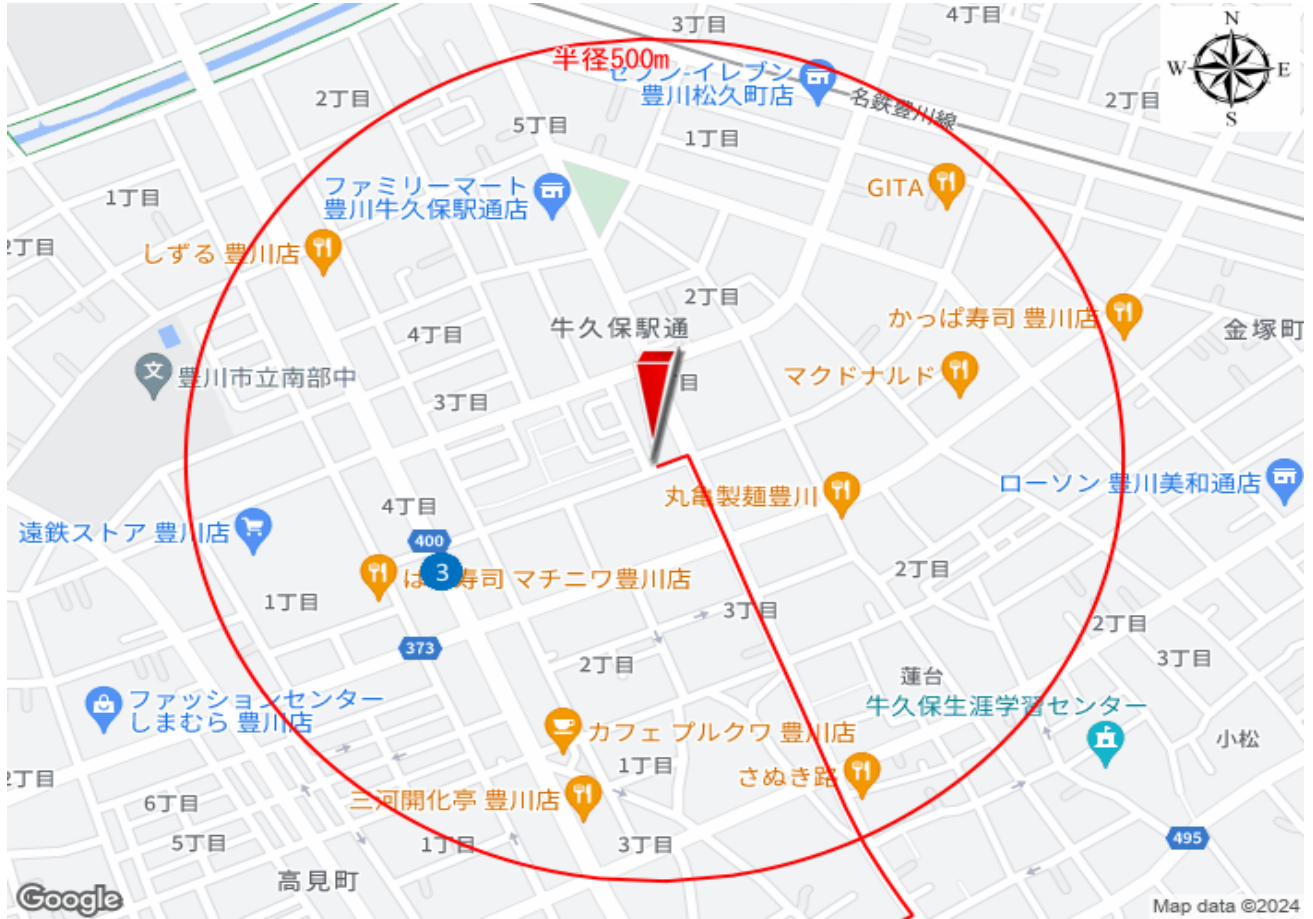 3丁目
4丁目
N
W
E
S
半径500m
セブン-イレブン
豊川松久町店
2丁目
名鉄豊川線
2丁目
5丁目
1丁目
1丁目
ファミリーマート
豊川牛久保駅通店
GITA
2丁目
しずる 豊川店
2丁目
4丁目
牛久保駅通
かっぱ寿司 豊川店
金塚町
豊川市立南部中
マクドナルド
目
3丁目
丸亀製麺豊川
ローソン 豊川美和通店
4丁目
遠鉄ストア 豊川店
400
3
寿司 マチニワ豊川店
2丁目
1丁目
3丁目
2丁目
373
2丁目
3丁目
蓮台
ファッションセンター
しまむら 豊川店
牛久保生涯学習センター
カフェ プルクワ 豊川店
小松
1丁目
さぬき路
2丁目
三河開化亭 豊川店
6丁目
5丁目
1丁目
3丁目
495
高見町
Google
Map data ©2024